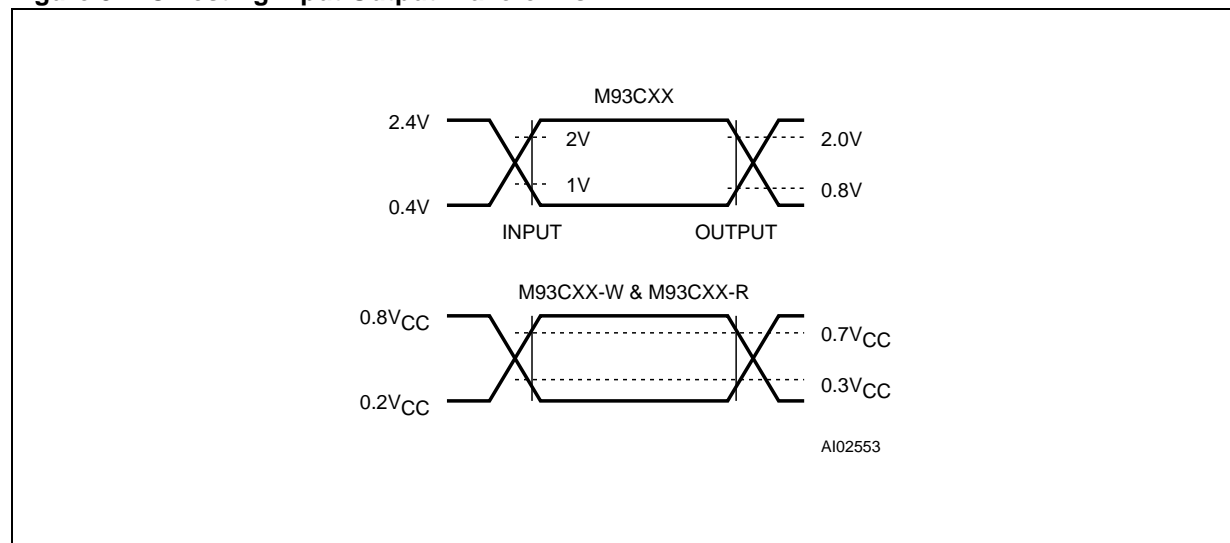 M93CXX
2.4V
2V
2.0V
1V
0.8V
0.4V
INPUT OUTPUT
M93CXX-W & M93CXX-R
0.8VCC
0.7VCC
0.3VCC
0.2VCC
AI02553